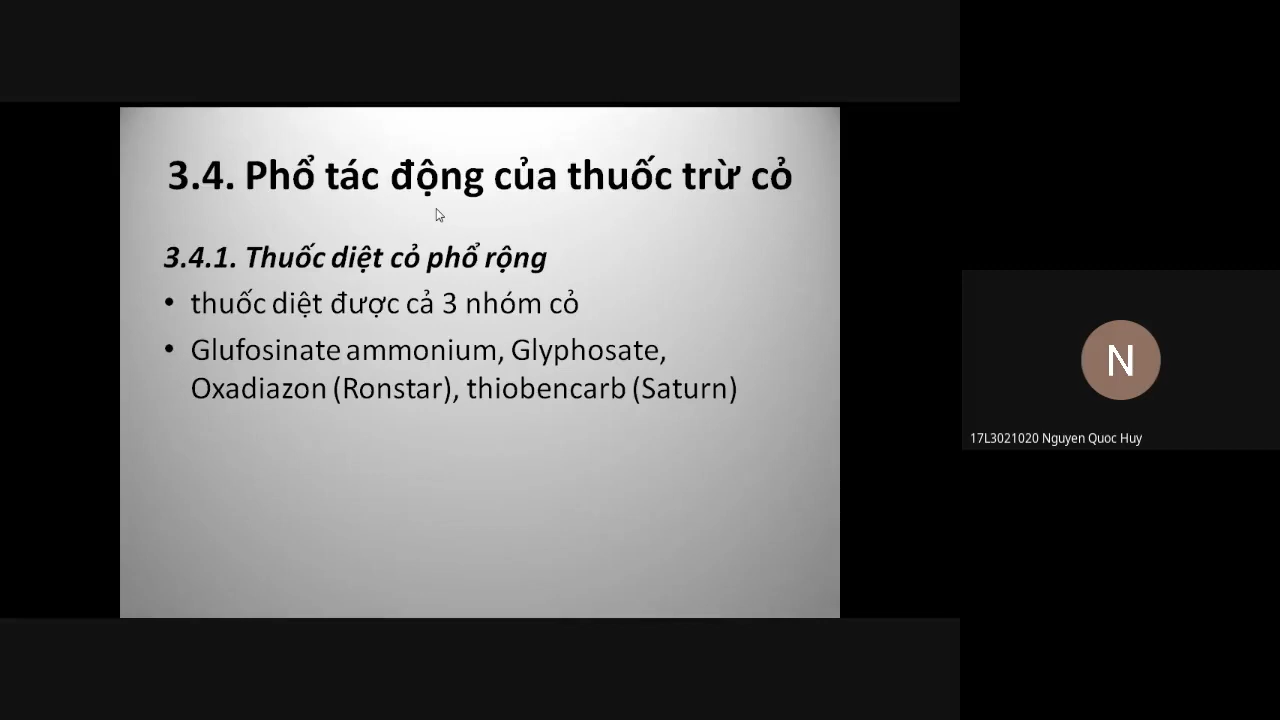 3.4. Phổ tác động của thuốc trừ cỏ
3.4.1. Thuốc diệt cỏ phổ rộng
• thuốc diệt được cả 3 nhóm cỏ
• Glufosinate ammonium, Glyphosate,
Oxadiazon (Ronstar), thiobencarb (Saturn)
N
17L3021020 Nguyen Quoc Huy